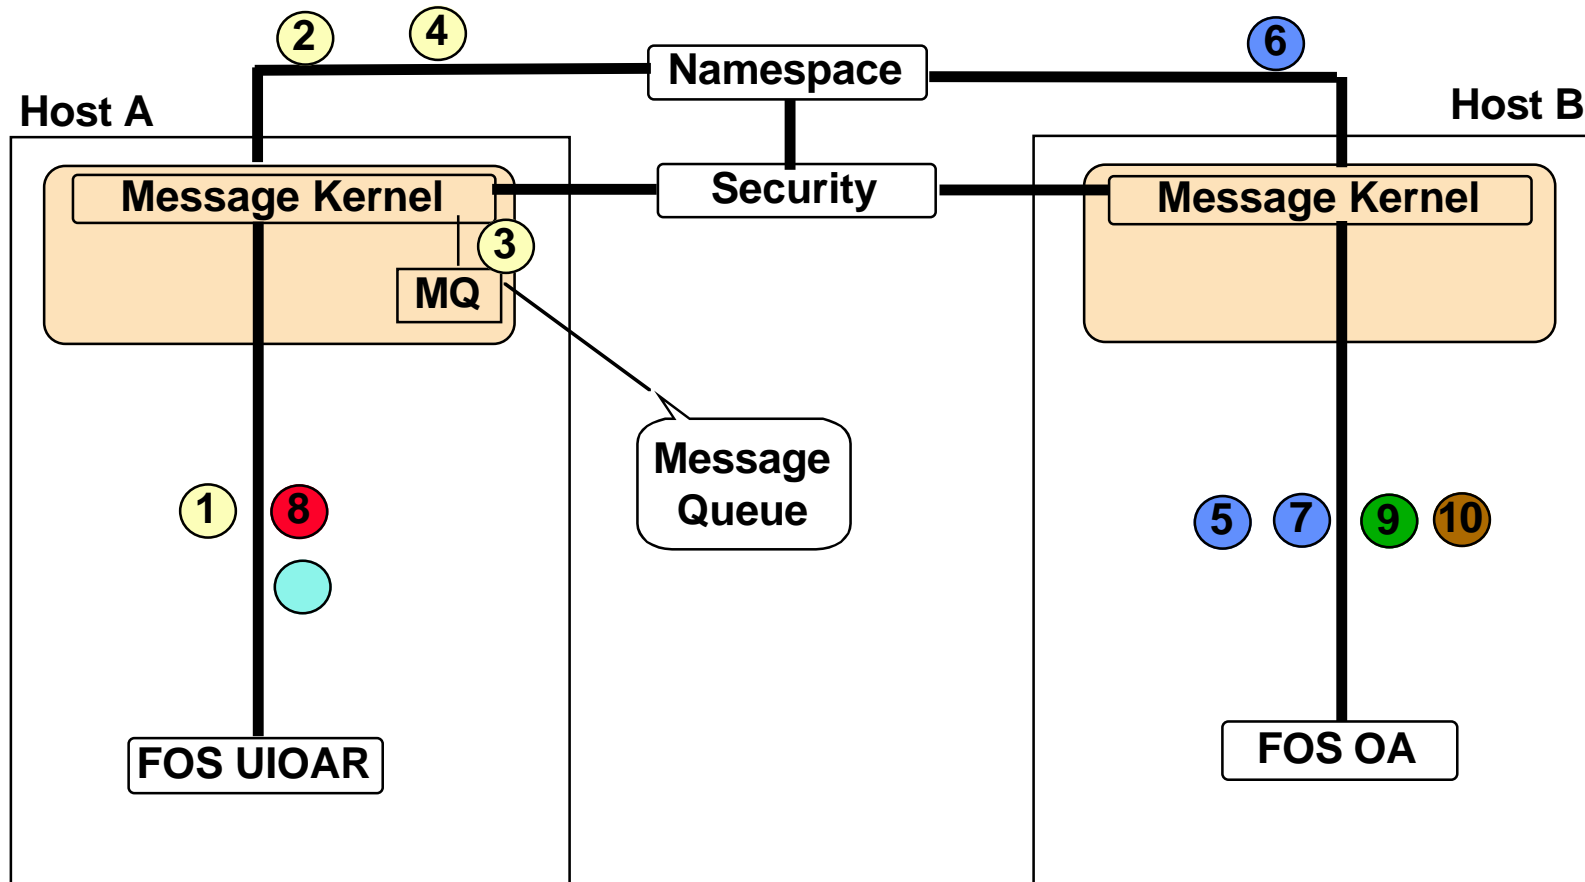 2
4
6
Namespace
Host A
Host B
Message Kernel
Security
Message Kernel
3
MQ
Message
Queue
1
8
5
7
9
10
FOS UIOAR
FOS OA